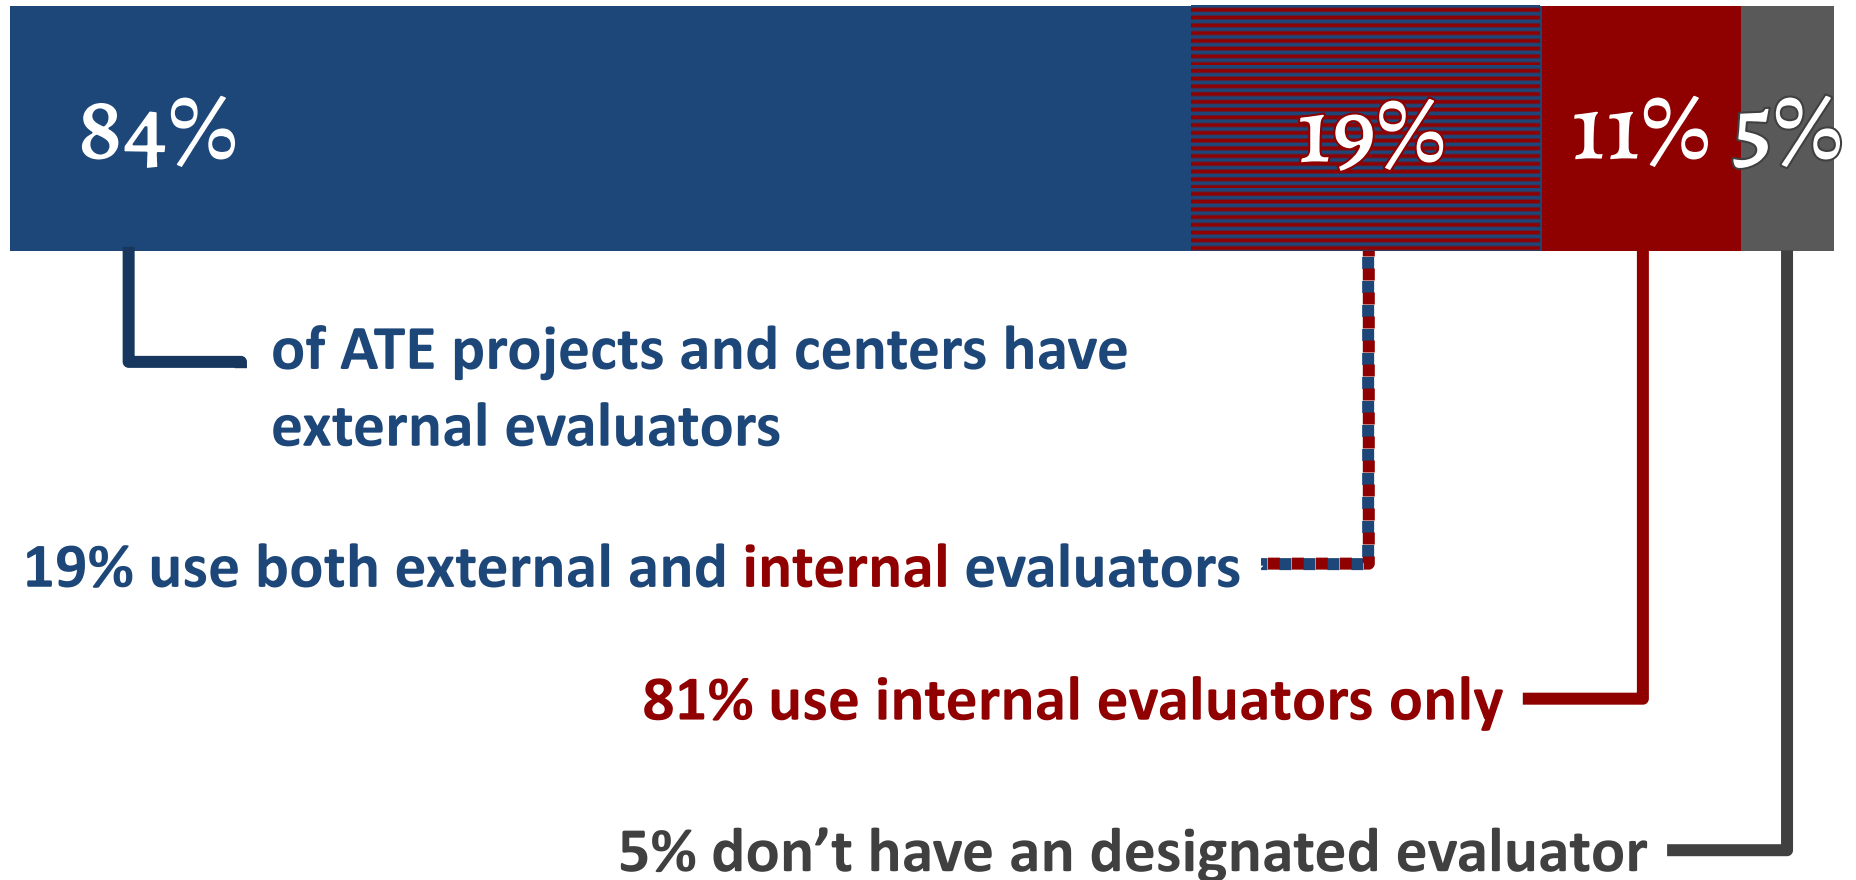 84%
19%
11%
5%
of ATE projects and centers have
external evaluators
19% use both external and internal evaluators
81% use internal evaluators only
5% don’t have an designated evaluator